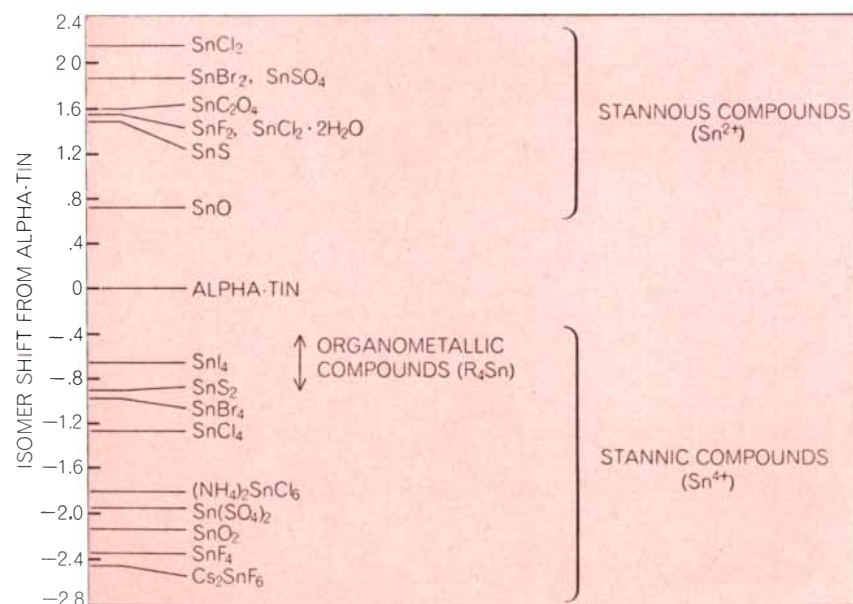 ISOMER SHIFT FROM ALPHA-TIN
2.4
2.0
1.6
1.2
.8
.4
0
-.4
-.8
-1.2
-1.6
-2.0
-2.4
-2.8
SnCl₂
SnBr₂, SnSO₄
SnC₂O₄
SnF₂, SnCl₂·2H₂O
SnS
SnO
ALPHA-TIN
SnI₄
SnS₂
SnBr₄
SnCl₄
(NH₄)₂SnCl₆
Sn(SO₄)₂
SnO₂
SnF₄
Cs₂SnF₆
ORGANOMETALLIC
COMPOUNDS (R₄Sn)
STANNOUS COMPOUNDS
(Sn²⁺)
STANNIC COMPOUNDS
(Sn⁴⁺)